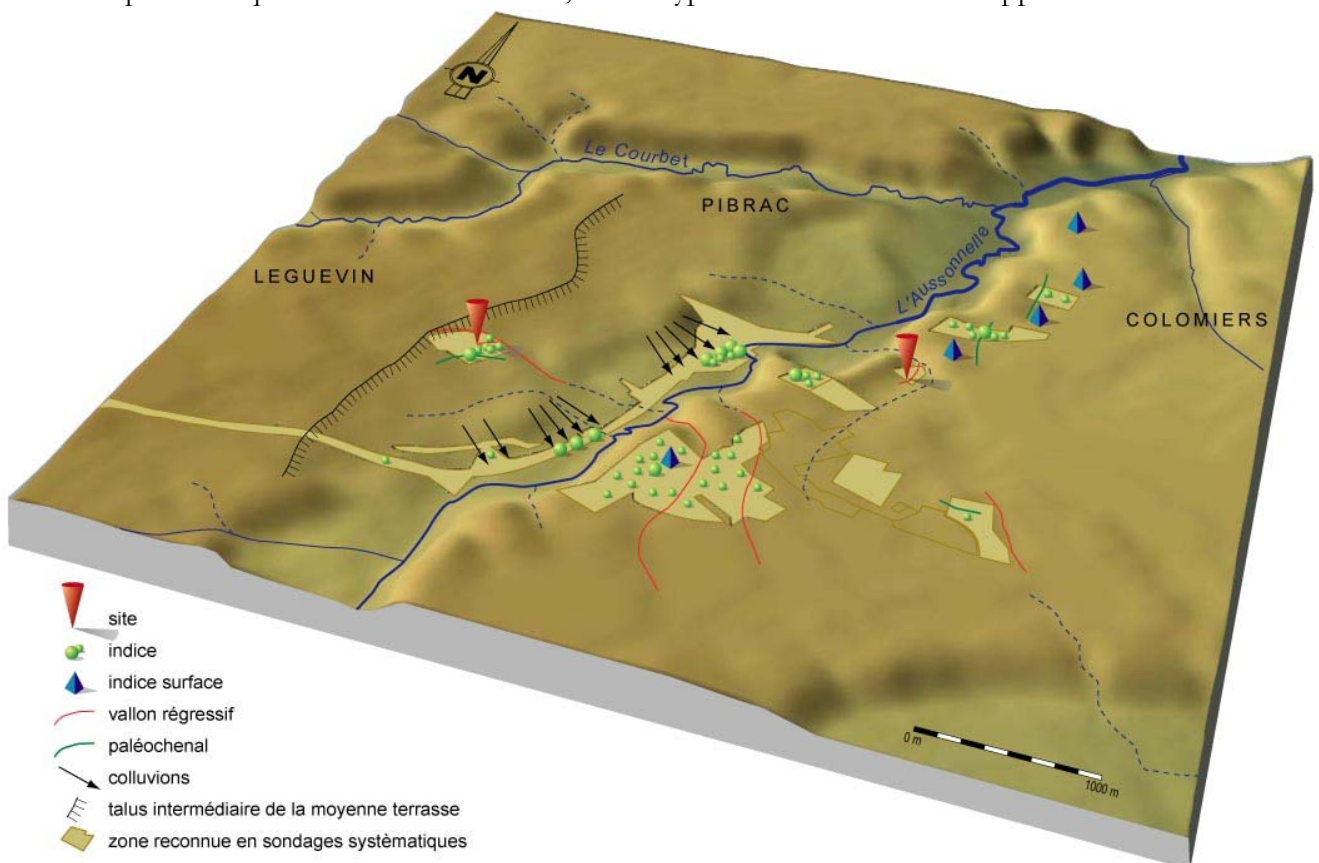 N
Le Courbet
PIBRAC
LEGUEVIN
L'Aussonnelle
COLOMIERS
site
indice
indice surface
vallon régressif
paléochenal
colluvions
talus intermédiaire de la moyenne terrasse
zone reconnue en sondages systèmatiques
0 m
1000 m